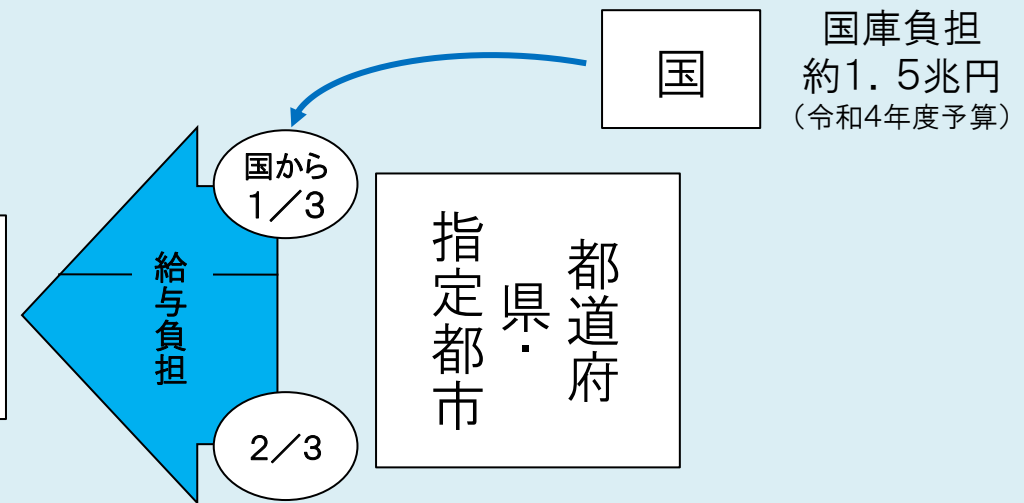 国
国庫負担
約1．5兆円
（令和4年度予算）
国から
1／3
給与負担
都道府
県・
指定都市
2／3